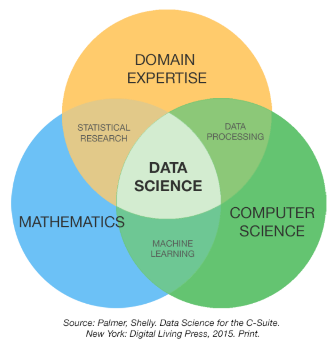 DOMAIN
EXPERTISE
STATISTICAL
RESEARCH
DATA
PROCESSING
DATA
SCIENCE
MATHEMATICS
COMPUTER
SCIENCE
MACHINE
LEARNING
Source: Palmer, Shelly. Data Science for the C-Suite.
New York: Digital Living Press, 2015. Print.